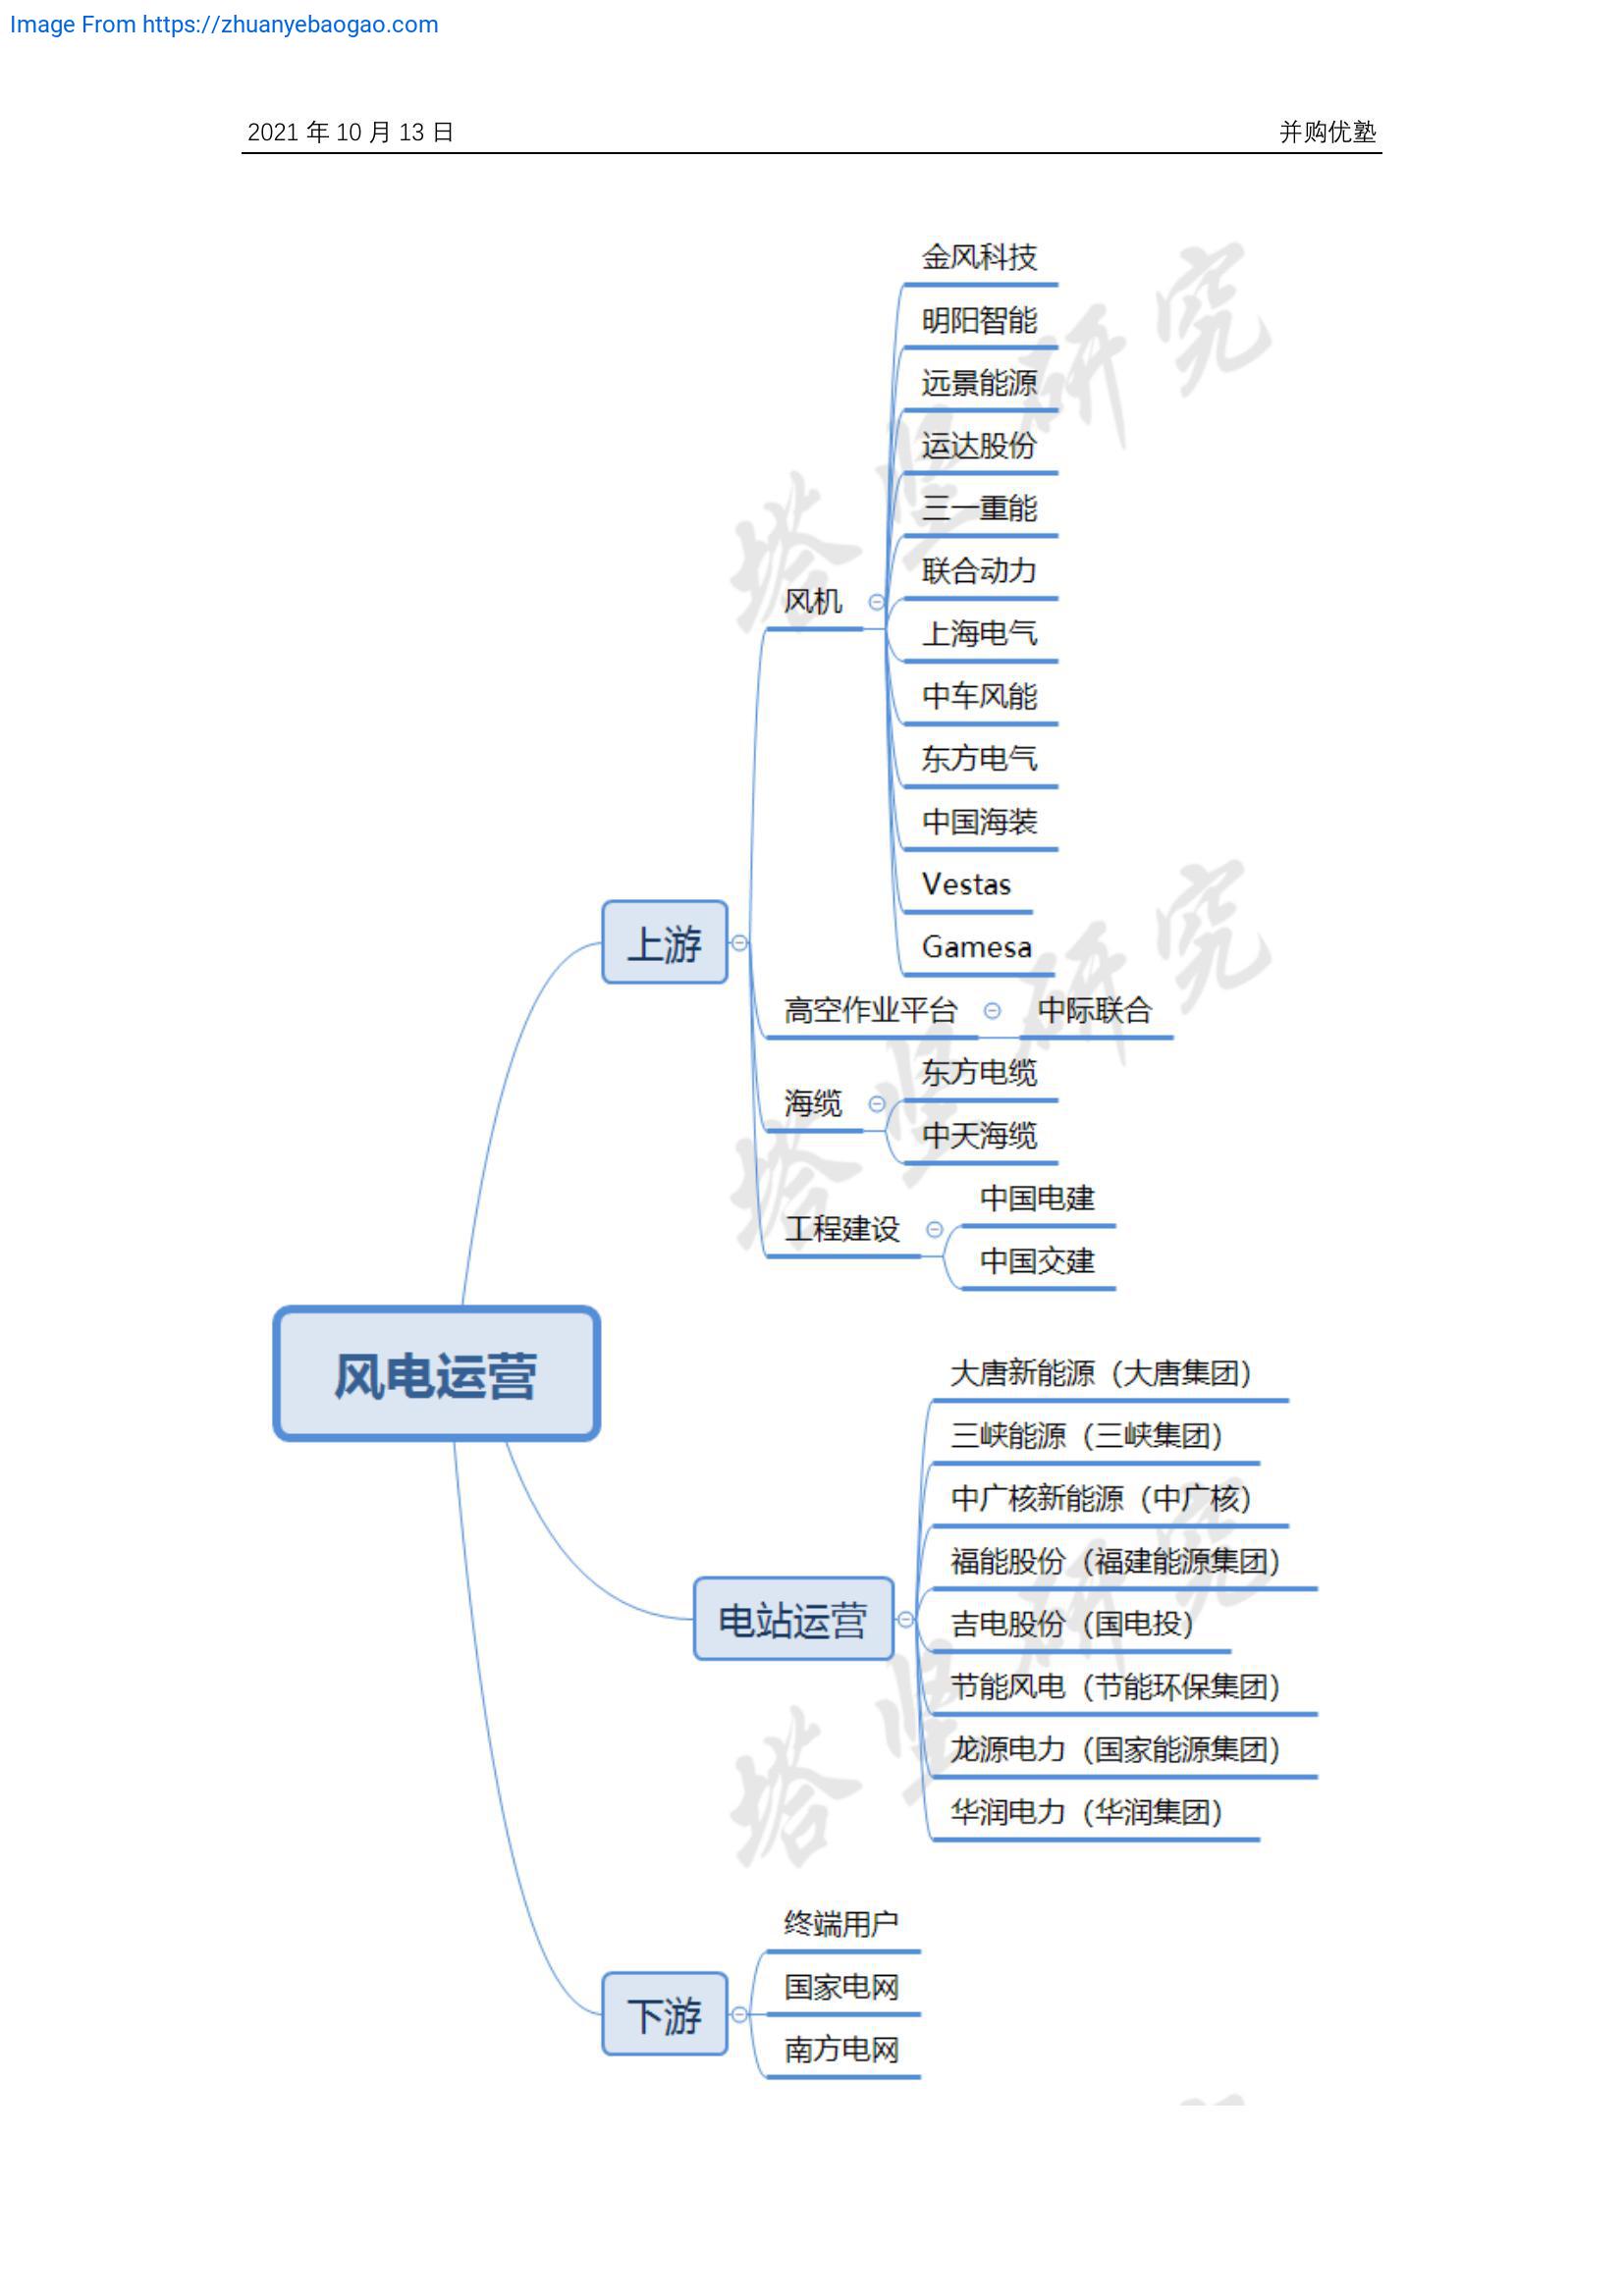 Image From https://zhuanyebaogao.com
2021 年 10 月 13 日
并购优塾
金风科技
明阳智能
远景能源
运达股份
三一重能
联合动力
风机
上海电气
中车风能
东方电气
中国海装
Vestas
上游
Gamesa
高空作业平台
中际联合
东方电缆
海缆
中天海缆
中国电建
工程建设
中国交建
风电运营
大唐新能源（大唐集团）
三峡能源（三峡集团）
中广核新能源（中广核）
福能股份（福建能源集团）
电站运营
吉电股份（国电投）
节能风电（节能环保集团）
龙源电力（国家能源集团）
华润电力（华润集团）
终端用户
国家电网
下游
南方电网
塔坚研究
塔坚研究
塔坚研究